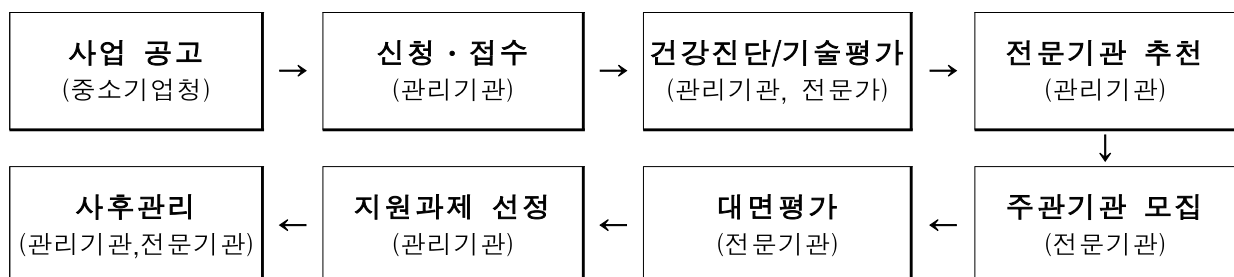 사업 공고
(중소기업청)
→
신청·접수
(관리기관)
→
건강진단/기술평가
(관리기관, 전문가)
→
전문기관 추천
(관리기관)
↓
주관기관 모집
(전문기관)
←
대면평가
(전문기관)
←
지원과제 선정
(관리기관)
←
사후관리
(관리기관,전문기관)